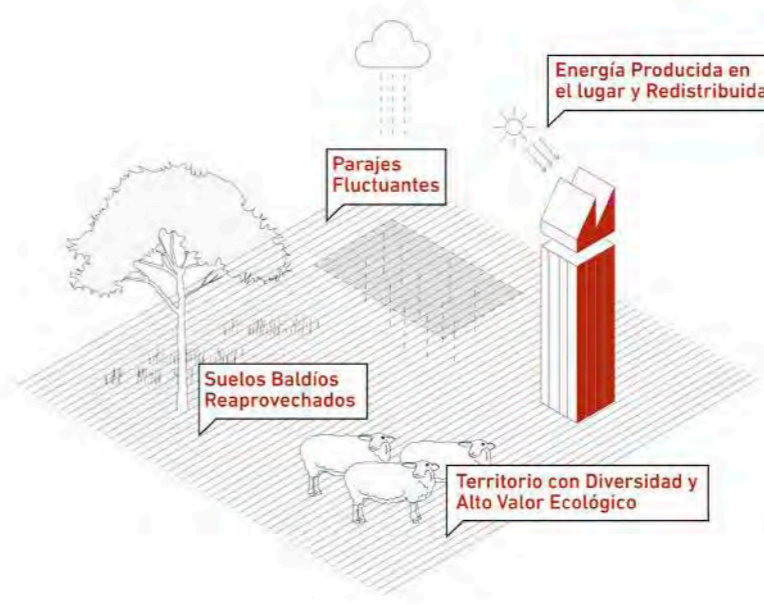 Energía Producida en
el lugar y Redistribuida
Parajes
Fluctuantes
Suelos Baldíos
Reaprovechados
Territorio con Diversidad y
Alto Valor Ecológico